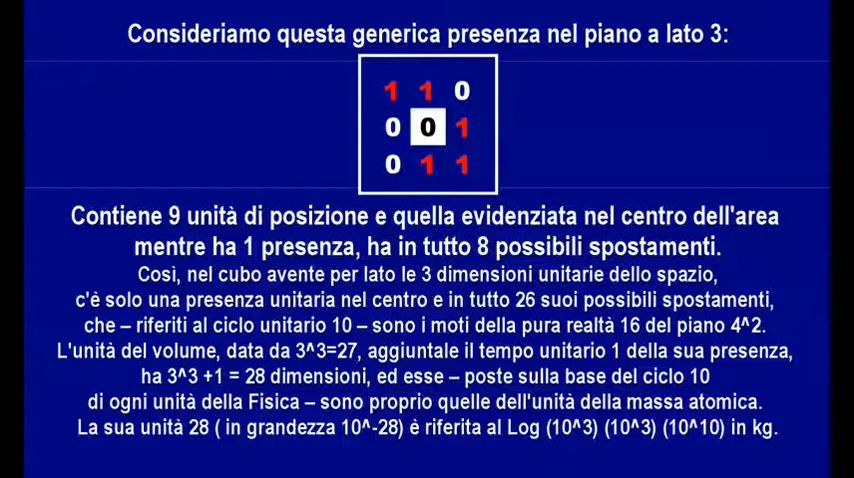 Consideriamo questa generica presenza nel piano a lato 3:
1 1 0
0 0 1
0 1 1
Contiene 9 unità di posizione e quella evidenziata nel centro dell'area
mentre ha 1 presenza, ha in tutto 8 possibili spostamenti.
Così, nel cubo avente per lato le 3 dimensioni unitarie dello spazio,
c'è solo una presenza unitaria nel centro e in tutto 26 suoi possibili spostamenti,
che – riferiti al ciclo unitario 10 – sono i moti della pura realtà 16 del piano 4^2.
L'unità del volume, data da 3^3=27, aggiuntale il tempo unitario 1 della sua presenza,
ha 3^3 +1 = 28 dimensioni, ed esse – poste sulla base del ciclo 10
di ogni unità della Fisica – sono proprio quelle dell'unità della massa atomica.
La sua unità 28 ( in grandezza 10^-28) è riferita al Log (10^3) (10^3) (10^10) in kg.